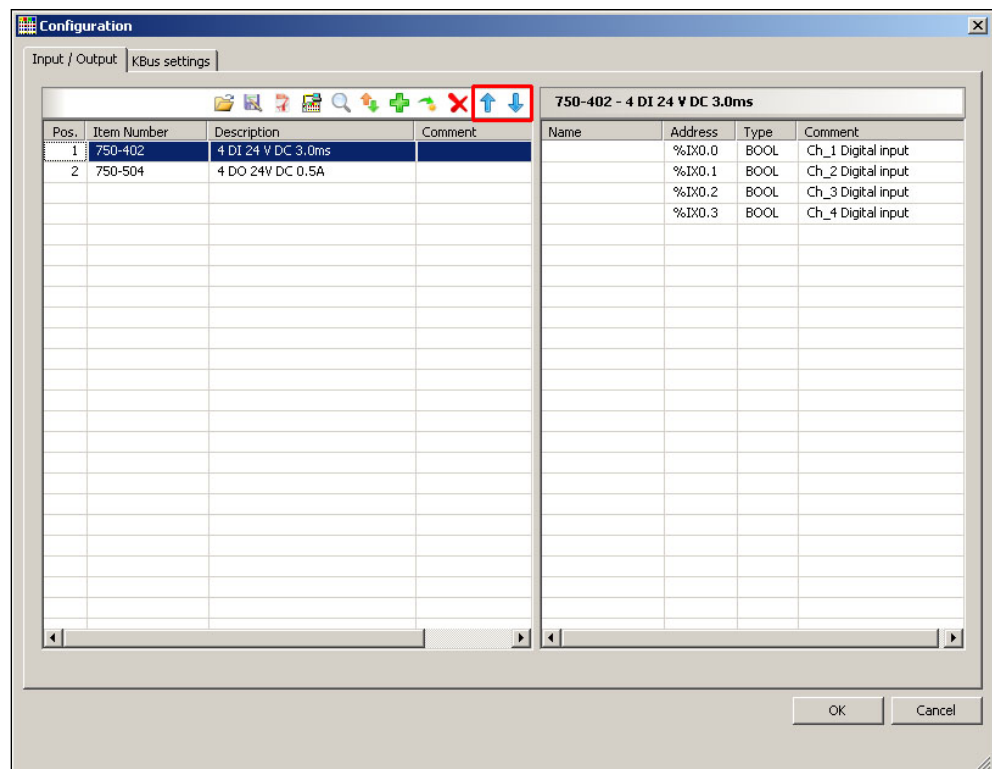 Configuration
Input / Output KBus settings
750-402 - 4 DI 24 V DC 3.0ms
Pos. Item Number Description Comment
1 750-402 4 DI 24 V DC 3.0ms
2 750-504 4 DO 24V DC 0.5A
Name Address Type Comment
%IX0.0 BOOL Ch_1 Digital input
%IX0.1 BOOL Ch_2 Digital input
%IX0.2 BOOL Ch_3 Digital input
%IX0.3 BOOL Ch_4 Digital input
OK Cancel